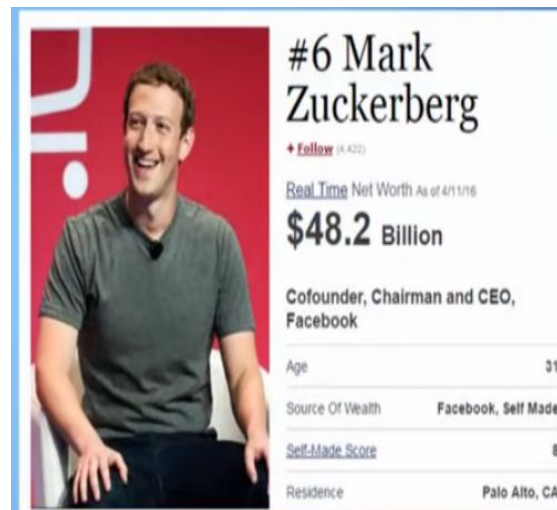 #6 Mark
Zuckerberg
+ Follow (4,422)
Real Time Net Worth As of 4/11/16
$48.2 Billion
Cofounder, Chairman and CEO,
Facebook
Age 31
Source Of Wealth Facebook, Self Made
Self-Made Score 8
Residence Palo Alto, CA